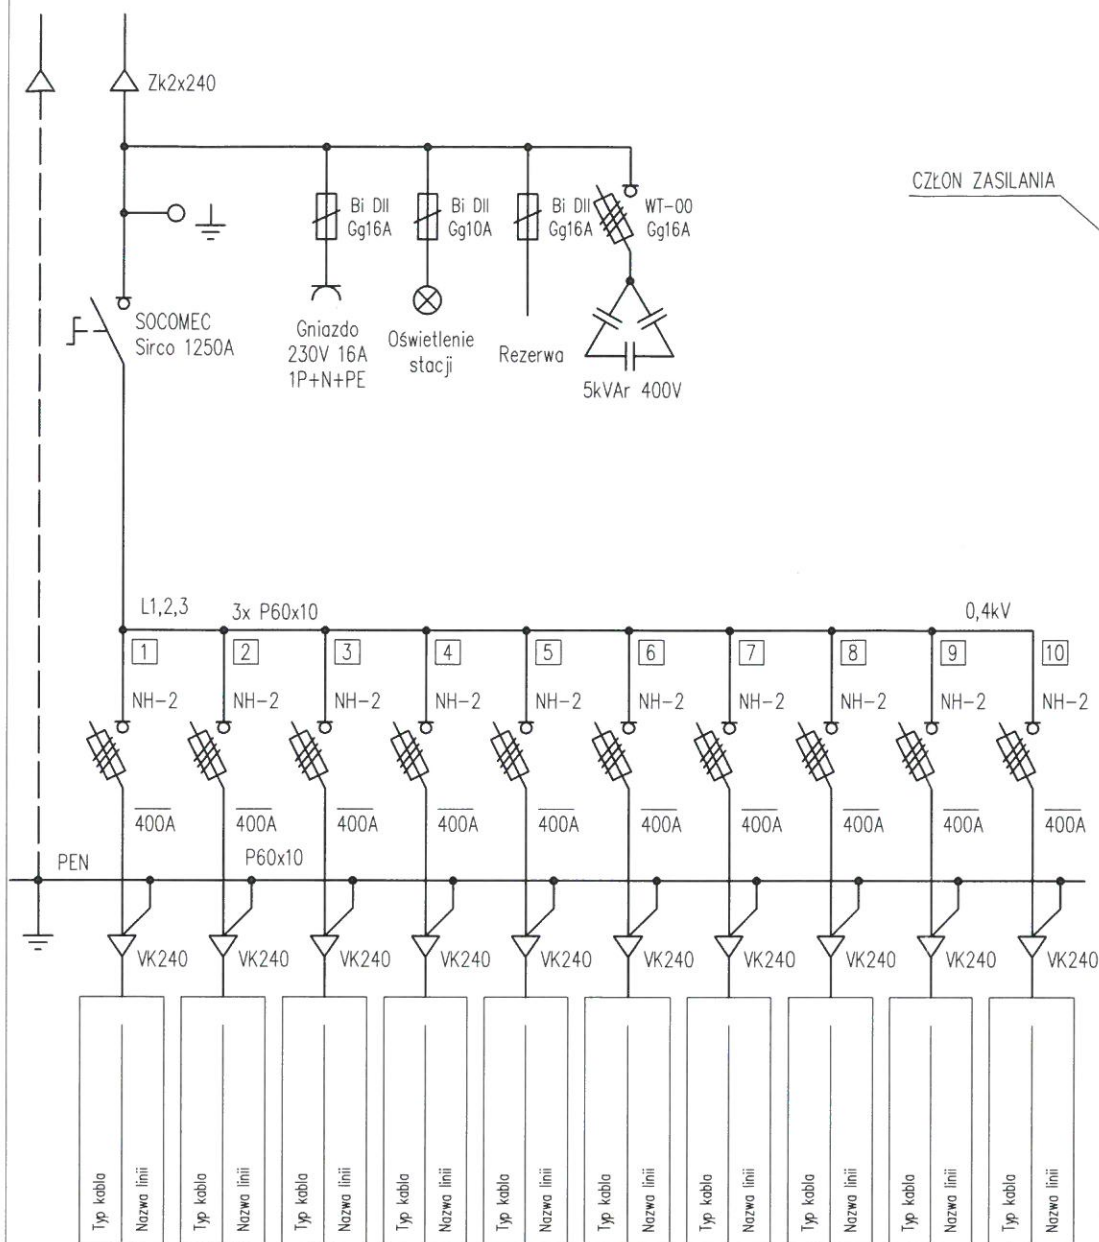 Zk2x240
CZŁON ZASILANIA
Bi DII
Gg16A
Bi DII
Gg10A
Bi DII
Gg16A
WT-00
Gg16A
SOCOMEC
Sirco 1250A
Gniazdo
230V 16A
1P+N+PE
Oświetlenie
stacji
Rezerwa
5kVAr 400V
L1,2,3
3x P60x10
0,4kV
1
2
3
4
5
6
7
8
9
10
NH-2
NH-2
NH-2
NH-2
NH-2
NH-2
NH-2
NH-2
NH-2
NH-2
400A
400A
400A
400A
400A
400A
400A
400A
400A
400A
PEN
P60x10
VK240
VK240
VK240
VK240
VK240
VK240
VK240
VK240
VK240
VK240
Typ kabla
Nazwa linii
Typ kabla
Nazwa linii
Typ kabla
Nazwa linii
Typ kabla
Nazwa linii
Typ kabla
Nazwa linii
Typ kabla
Nazwa linii
Typ kabla
Nazwa linii
Typ kabla
Nazwa linii
Typ kabla
Nazwa linii
Typ kabla
Nazwa linii